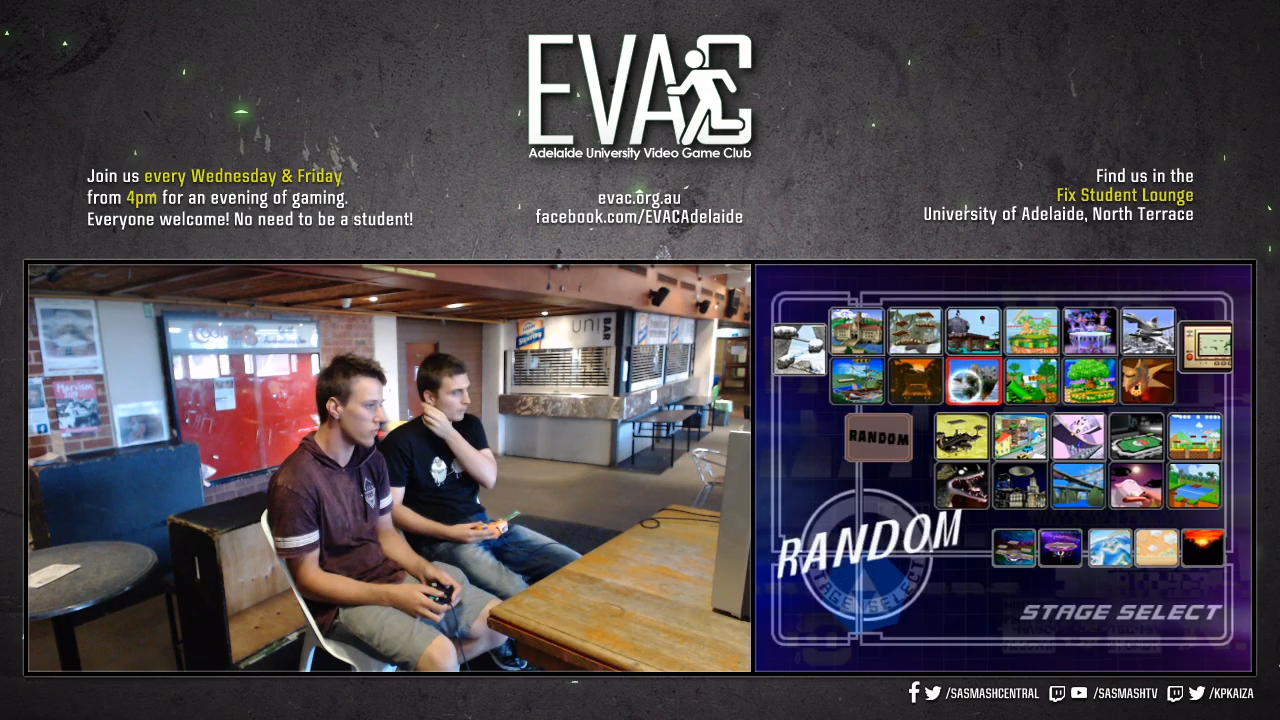 EVAC
Adelaide University Video Game Club
Join us every Wednesday & Friday
from 4pm for an evening of gaming.
Everyone welcome! No need to be a student!
evac.org.au
facebook.com/EVACAdelaide
Find us in the
Fix Student Lounge
University of Adelaide, North Terrace
UNI
BAR
Marxism
RANDOM
RANDOM
STAGE SELECT
STAGE SELECT
/SASMASHCENTRAL
/SASMASHTV
/KPKAIZA